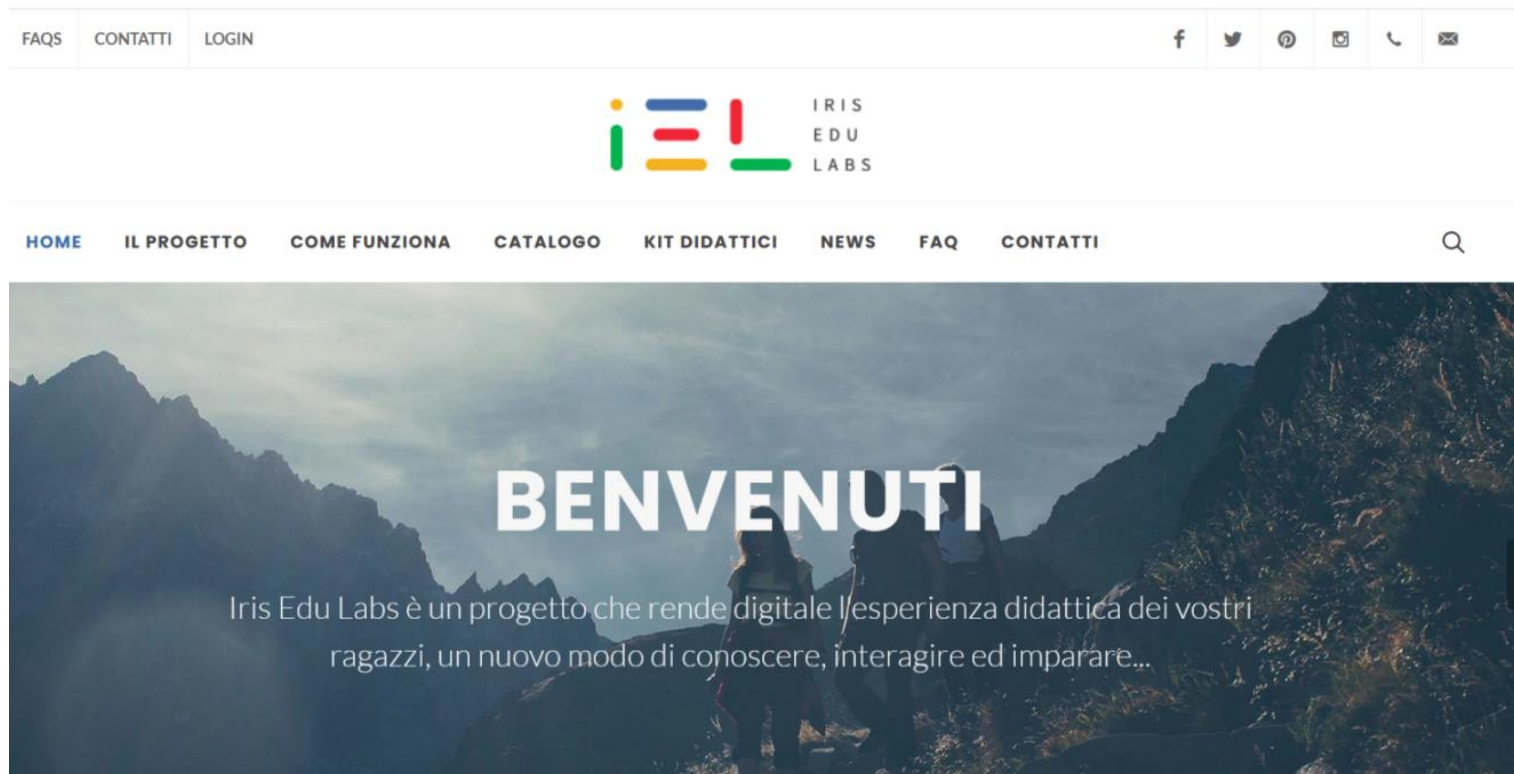 FAQS CONTATTI LOGIN
iEL
IRIS
EDU
LABS
HOME IL PROGETTO COME FUNZIONA CATALOGO KIT DIDATTICI NEWS FAQ CONTATTI
BENVENUTI
Iris Edu Labs è un progetto che rende digitale l'esperienza didattica dei vostri
ragazzi, un nuovo modo di conoscere, interagire ed imparare...